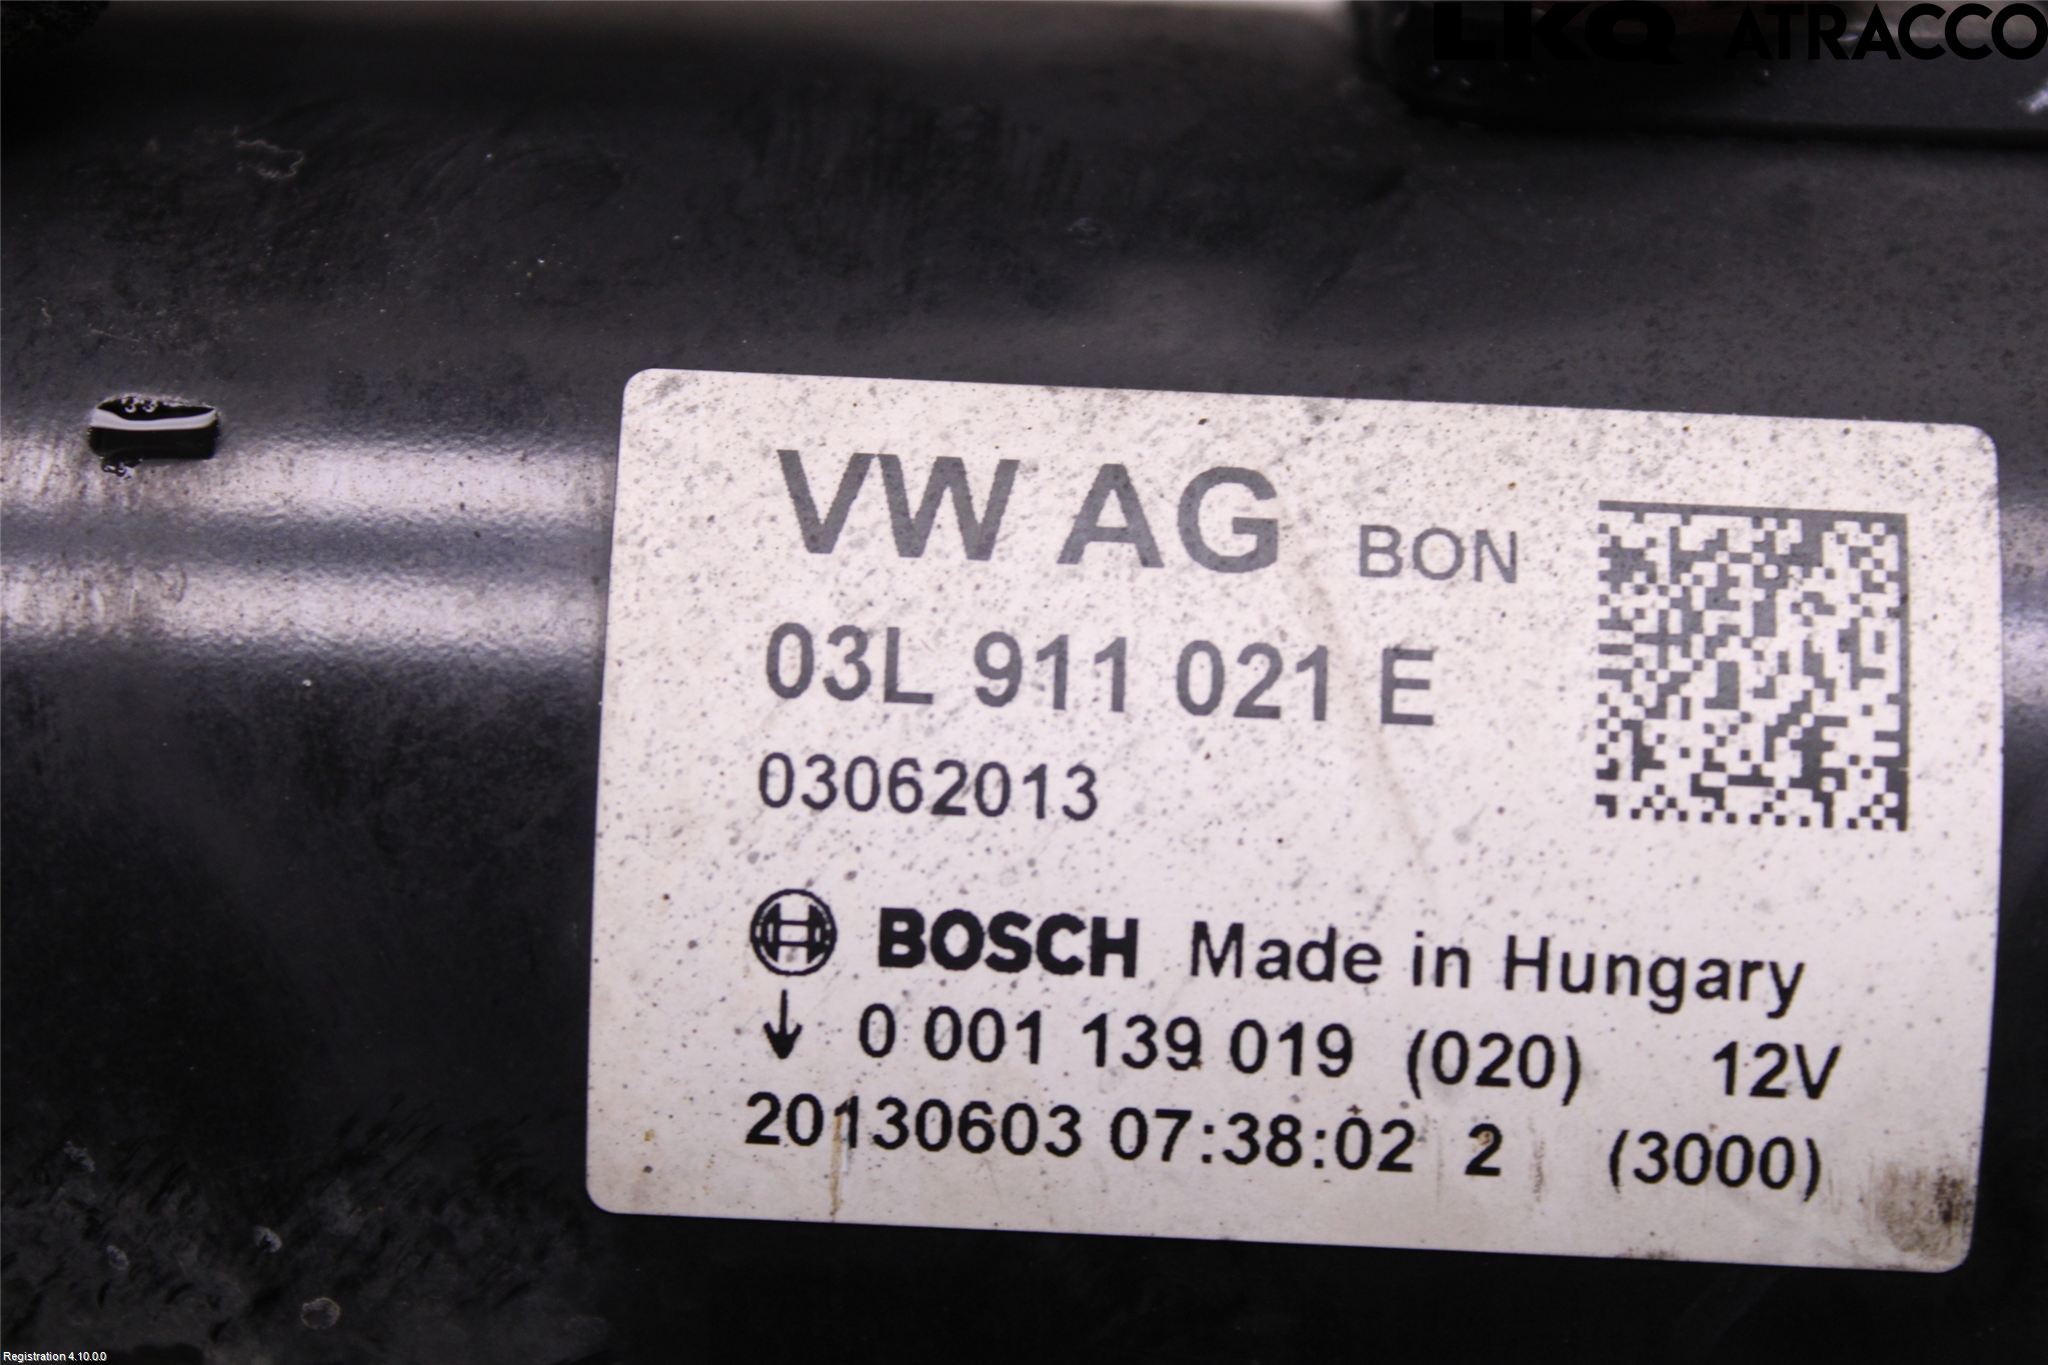 LKQ ATRACCO
VW AG BON
03L 911 021 E
03062013
BOSCH Made in Hungary
↓ 0 001 139 019 (020) 12V
20130603 07:38:02 2 (3000)
Registration 4.10.0.0